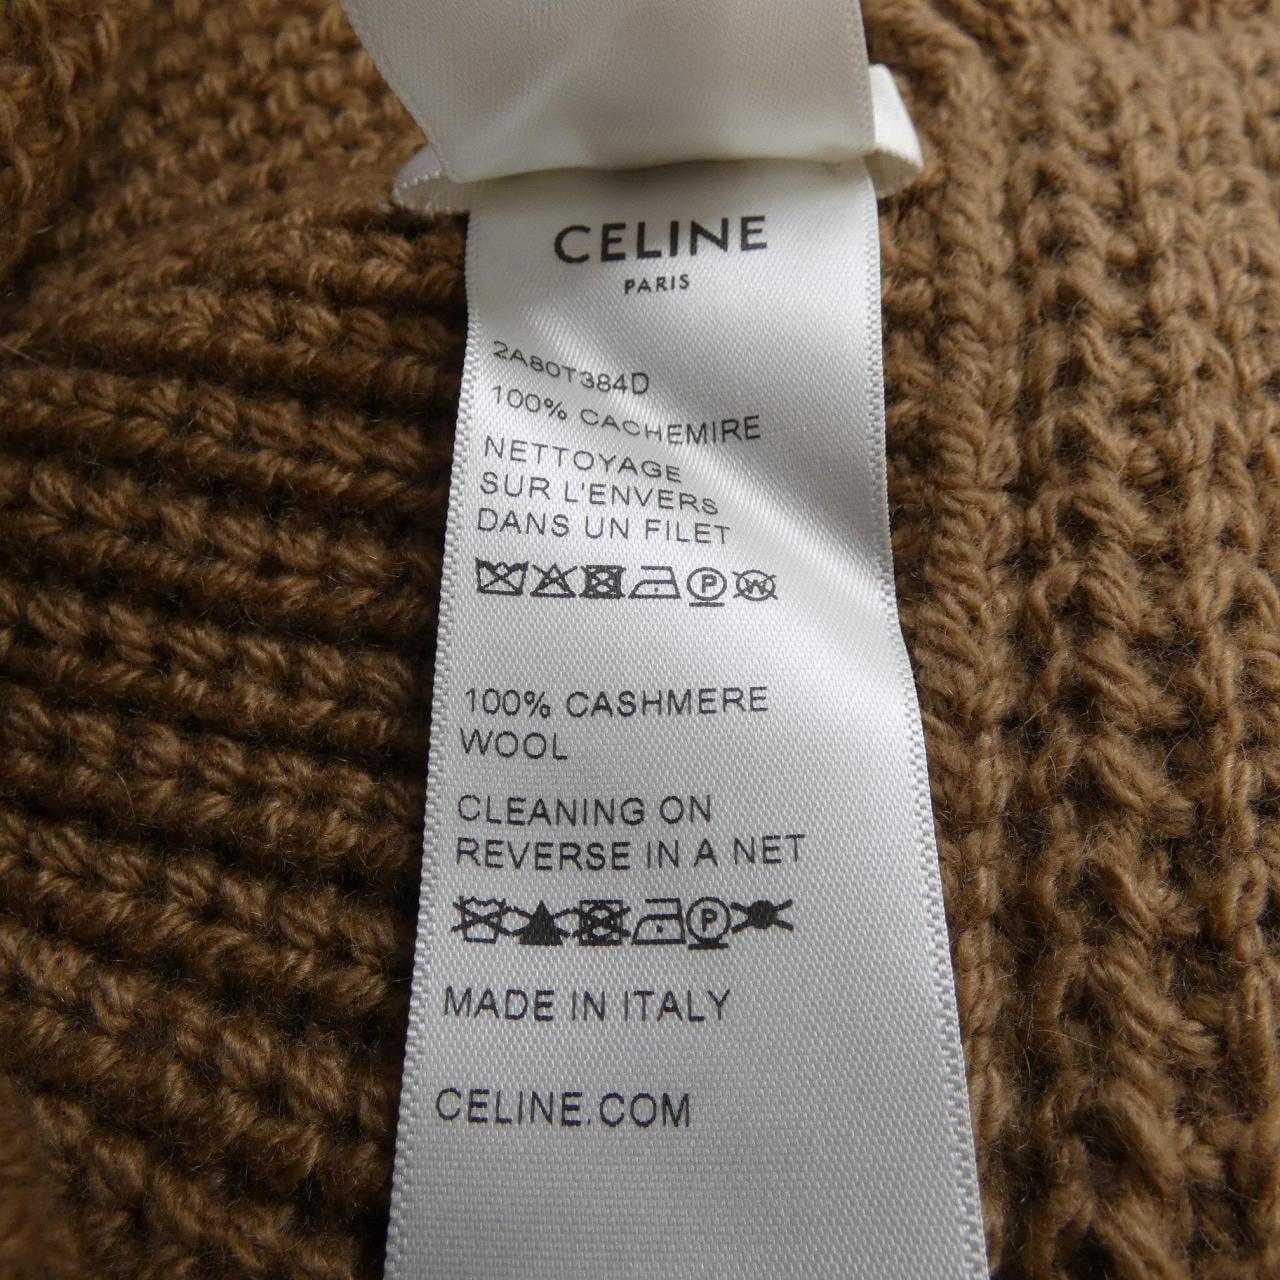 CELINE
PARIS
2A80T384D
100% CACHEMIRE
NETTOYAGE
SUR L'ENVERS
DANS UN FILET
P W
100% CASHMERE
WOOL
CLEANING ON
REVERSE IN A NET
P
MADE IN ITALY
CELINE.COM